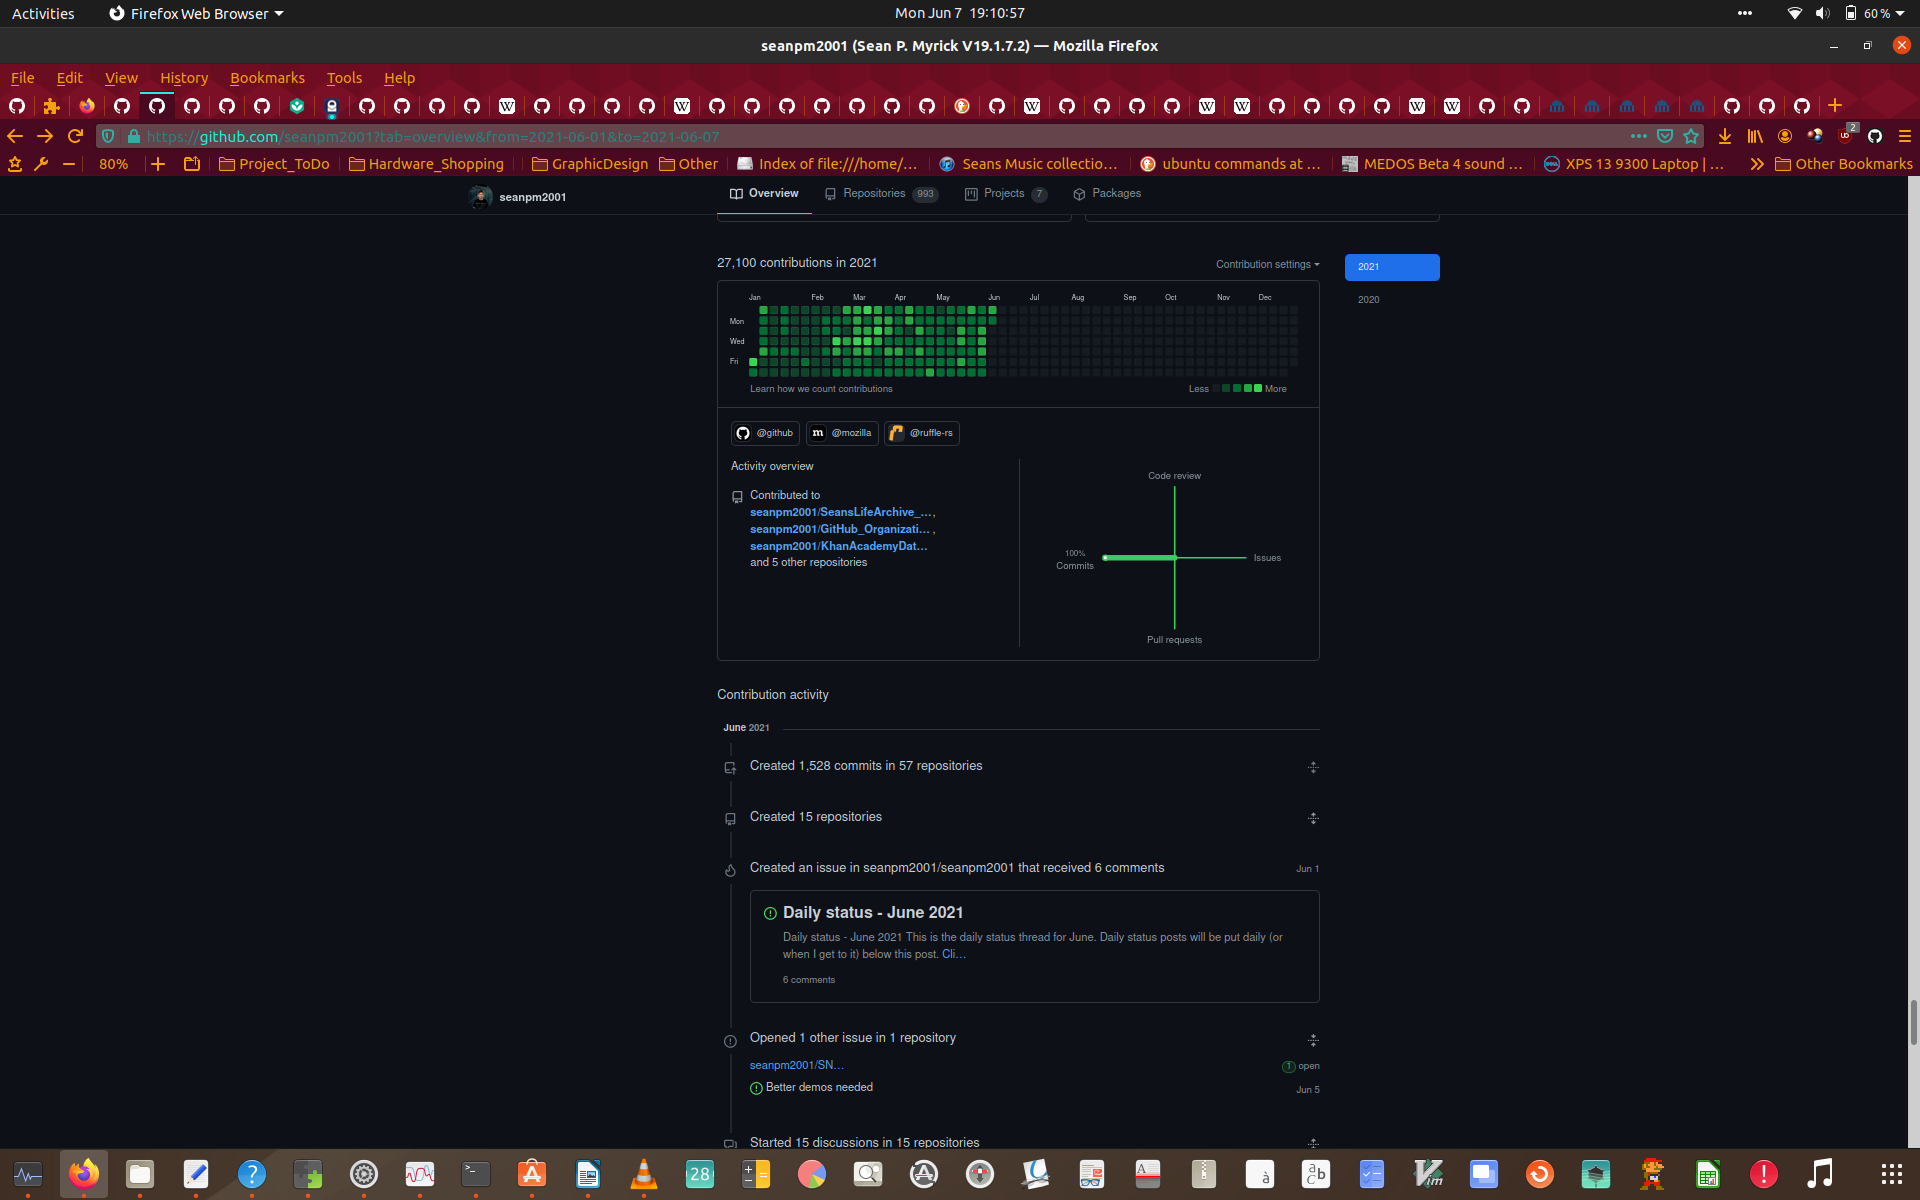 Activities
Firefox Web Browser
Mon Jun 7 19:10:57
60 %
seanpm2001 (Sean P. Myrick V19.1.7.2) — Mozilla Firefox
File Edit View History Bookmarks Tools Help
https://github.com/seanpm2001?tab=overview&from=2021-06-01&to=2021-06-07
2
80%
Project_ToDo
Hardware_Shopping
GraphicDesign
Other
Index of file:///home/…
Seans Music collectio…
ubuntu commands at …
MEDOS Beta 4 sound …
XPS 13 9300 Laptop | …
Other Bookmarks
seanpm2001
Overview
Repositories 993
Projects 7
Packages
27,100 contributions in 2021
Contribution settings
2021
2020
Jan Feb Mar Apr May Jun Jul Aug Sep Oct Nov Dec
Mon
Wed
Fri
Learn how we count contributions
Less More
@github
@mozilla
@ruffle-rs
Activity overview
Contributed to
seanpm2001/SeansLifeArchive_…,
seanpm2001/GitHub_Organizati… ,
seanpm2001/KhanAcademyDat…
and 5 other repositories
Code review
100%
Commits
Issues
Pull requests
Contribution activity
June 2021
Created 1,528 commits in 57 repositories
Created 15 repositories
Created an issue in seanpm2001/seanpm2001 that received 6 comments
Jun 1
Daily status - June 2021
Daily status - June 2021 This is the daily status thread for June. Daily status posts will be put daily (or
when I get to it) below this post. Cli…
6 comments
Opened 1 other issue in 1 repository
seanpm2001/SN…
1 open
Better demos needed
Jun 5
Started 15 discussions in 15 repositories
28